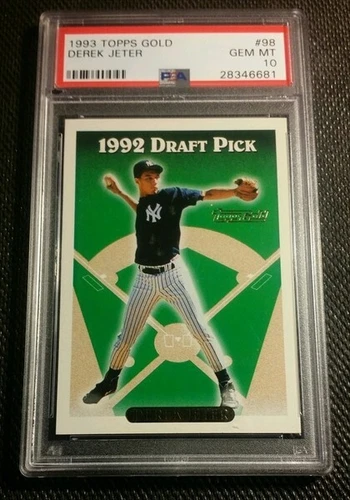 1993 TOPPS GOLD #98
DEREK JETER GEM MT
10
PSA 28346681
1992 DRAFT PICK
NY
Topps Gold
DEREK JETER